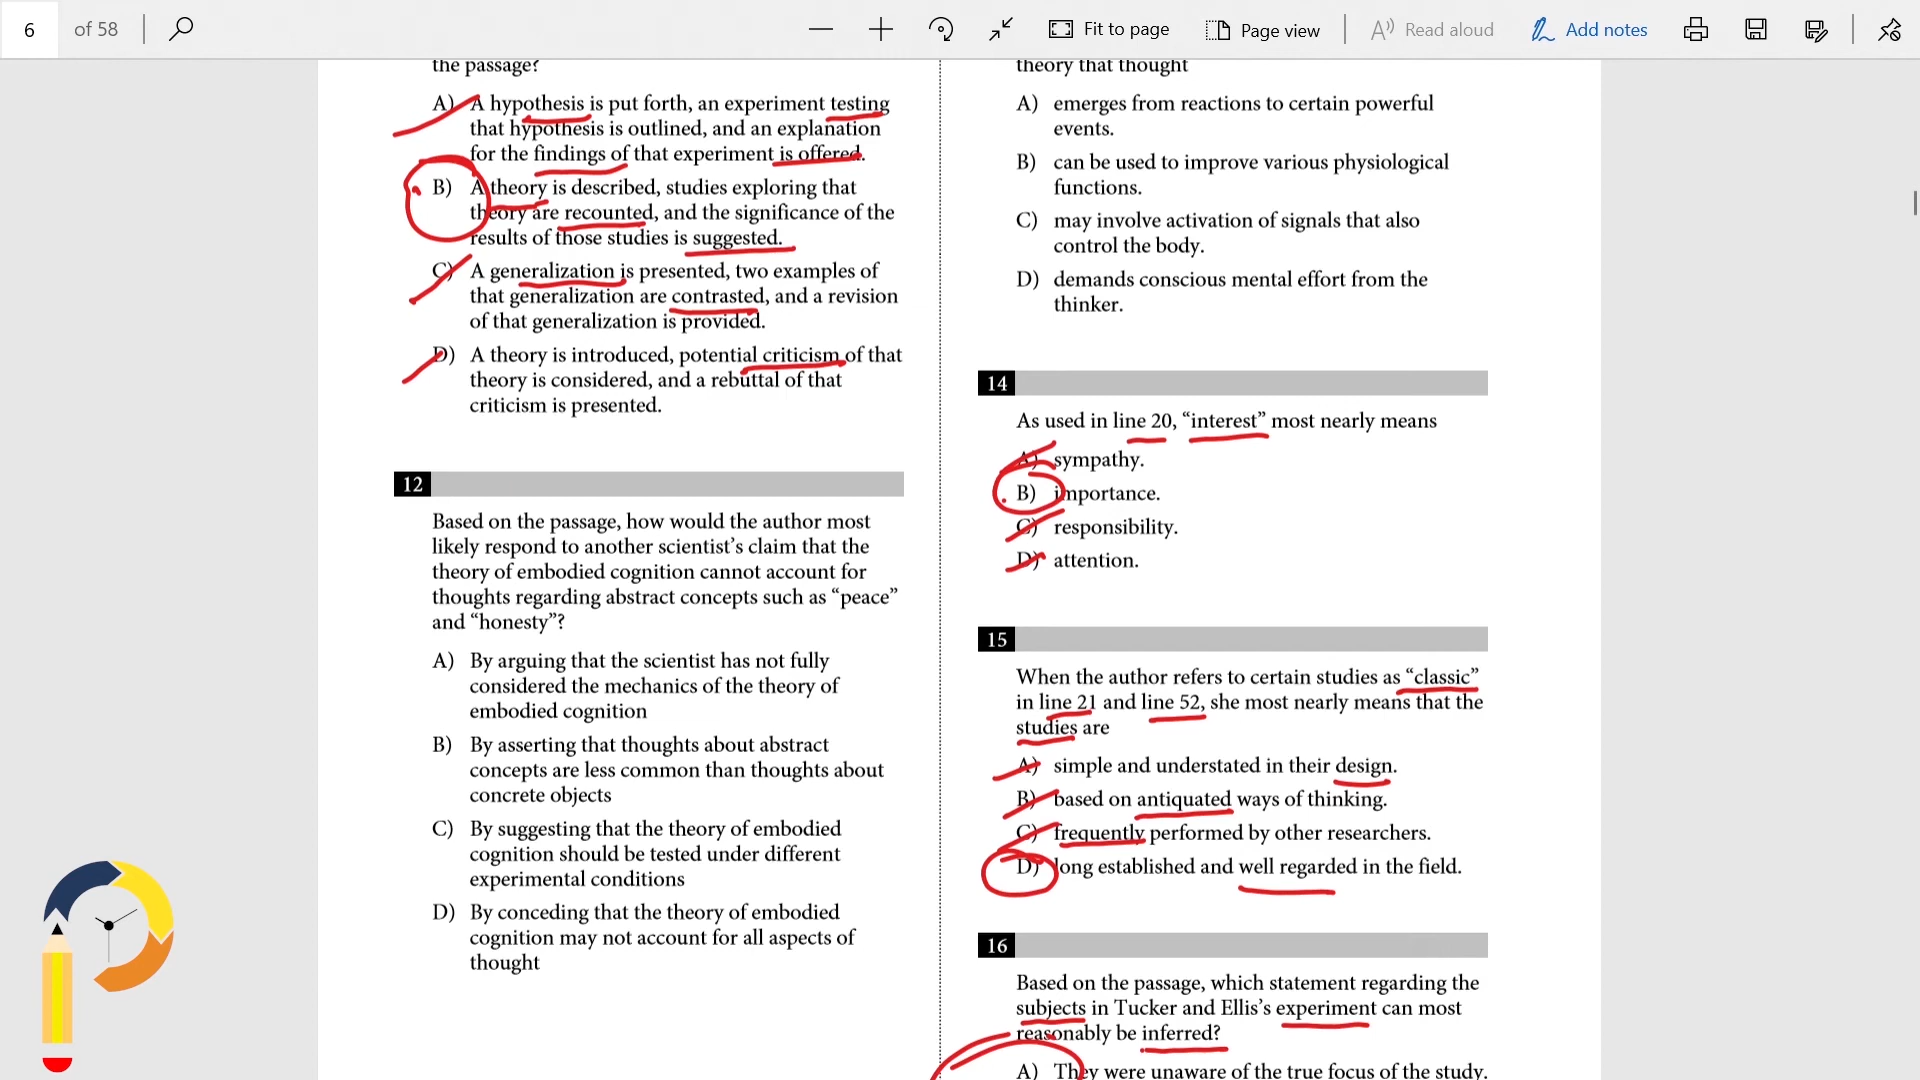 6 of 58 Fit to page Page view Read aloud Add notes
the passage?
A) A hypothesis is put forth, an experiment testing
that hypothesis is outlined, and an explanation
for the findings of that experiment is offered.
B) A theory is described, studies exploring that
theory are recounted, and the significance of the
results of those studies is suggested.
C) A generalization is presented, two examples of
that generalization are contrasted, and a revision
of that generalization is provided.
D) A theory is introduced, potential criticism of that
theory is considered, and a rebuttal of that
criticism is presented.
12
Based on the passage, how would the author most
likely respond to another scientist’s claim that the
theory of embodied cognition cannot account for
thoughts regarding abstract concepts such as “peace”
and “honesty”?
A) By arguing that the scientist has not fully
considered the mechanics of the theory of
embodied cognition
B) By asserting that thoughts about abstract
concepts are less common than thoughts about
concrete objects
C) By suggesting that the theory of embodied
cognition should be tested under different
experimental conditions
D) By conceding that the theory of embodied
cognition may not account for all aspects of
thought
theory that thought
A) emerges from reactions to certain powerful
events.
B) can be used to improve various physiological
functions.
C) may involve activation of signals that also
control the body.
D) demands conscious mental effort from the
thinker.
14
As used in line 20, “interest” most nearly means
A) sympathy.
B) importance.
C) responsibility.
D) attention.
15
When the author refers to certain studies as “classic”
in line 21 and line 52, she most nearly means that the
studies are
A) simple and understated in their design.
B) based on antiquated ways of thinking.
C) frequently performed by other researchers.
D) long established and well regarded in the field.
16
Based on the passage, which statement regarding the
subjects in Tucker and Ellis’s experiment can most
reasonably be inferred?
A) They were unaware of the true focus of the study.